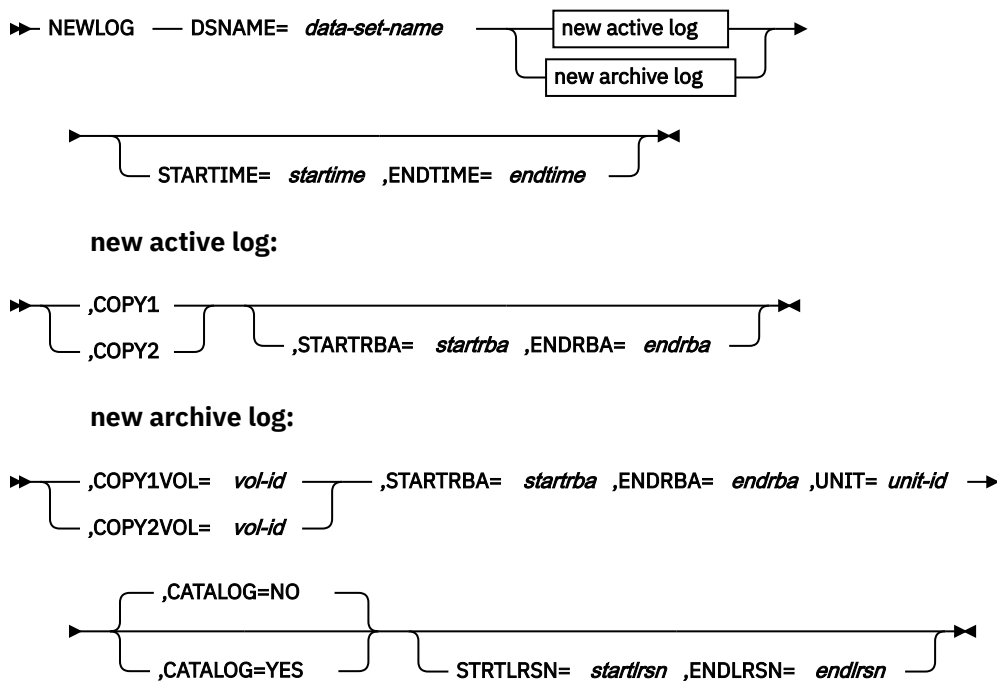 NEWLOG DSNAME= data-set-name new active log
new archive log
STARTIME= startime ,ENDTIME= endtime
new active log:
,COPY1
,COPY2
,STARTRBA= startrba ,ENDRBA= endrba
new archive log:
,COPY1VOL= vol-id ,STARTRBA= startrba ,ENDRBA= endrba ,UNIT= unit-id
,COPY2VOL= vol-id
,CATALOG=NO
,CATALOG=YES STRTLRSN= startlrsn ,ENDLRSN= endlrsn